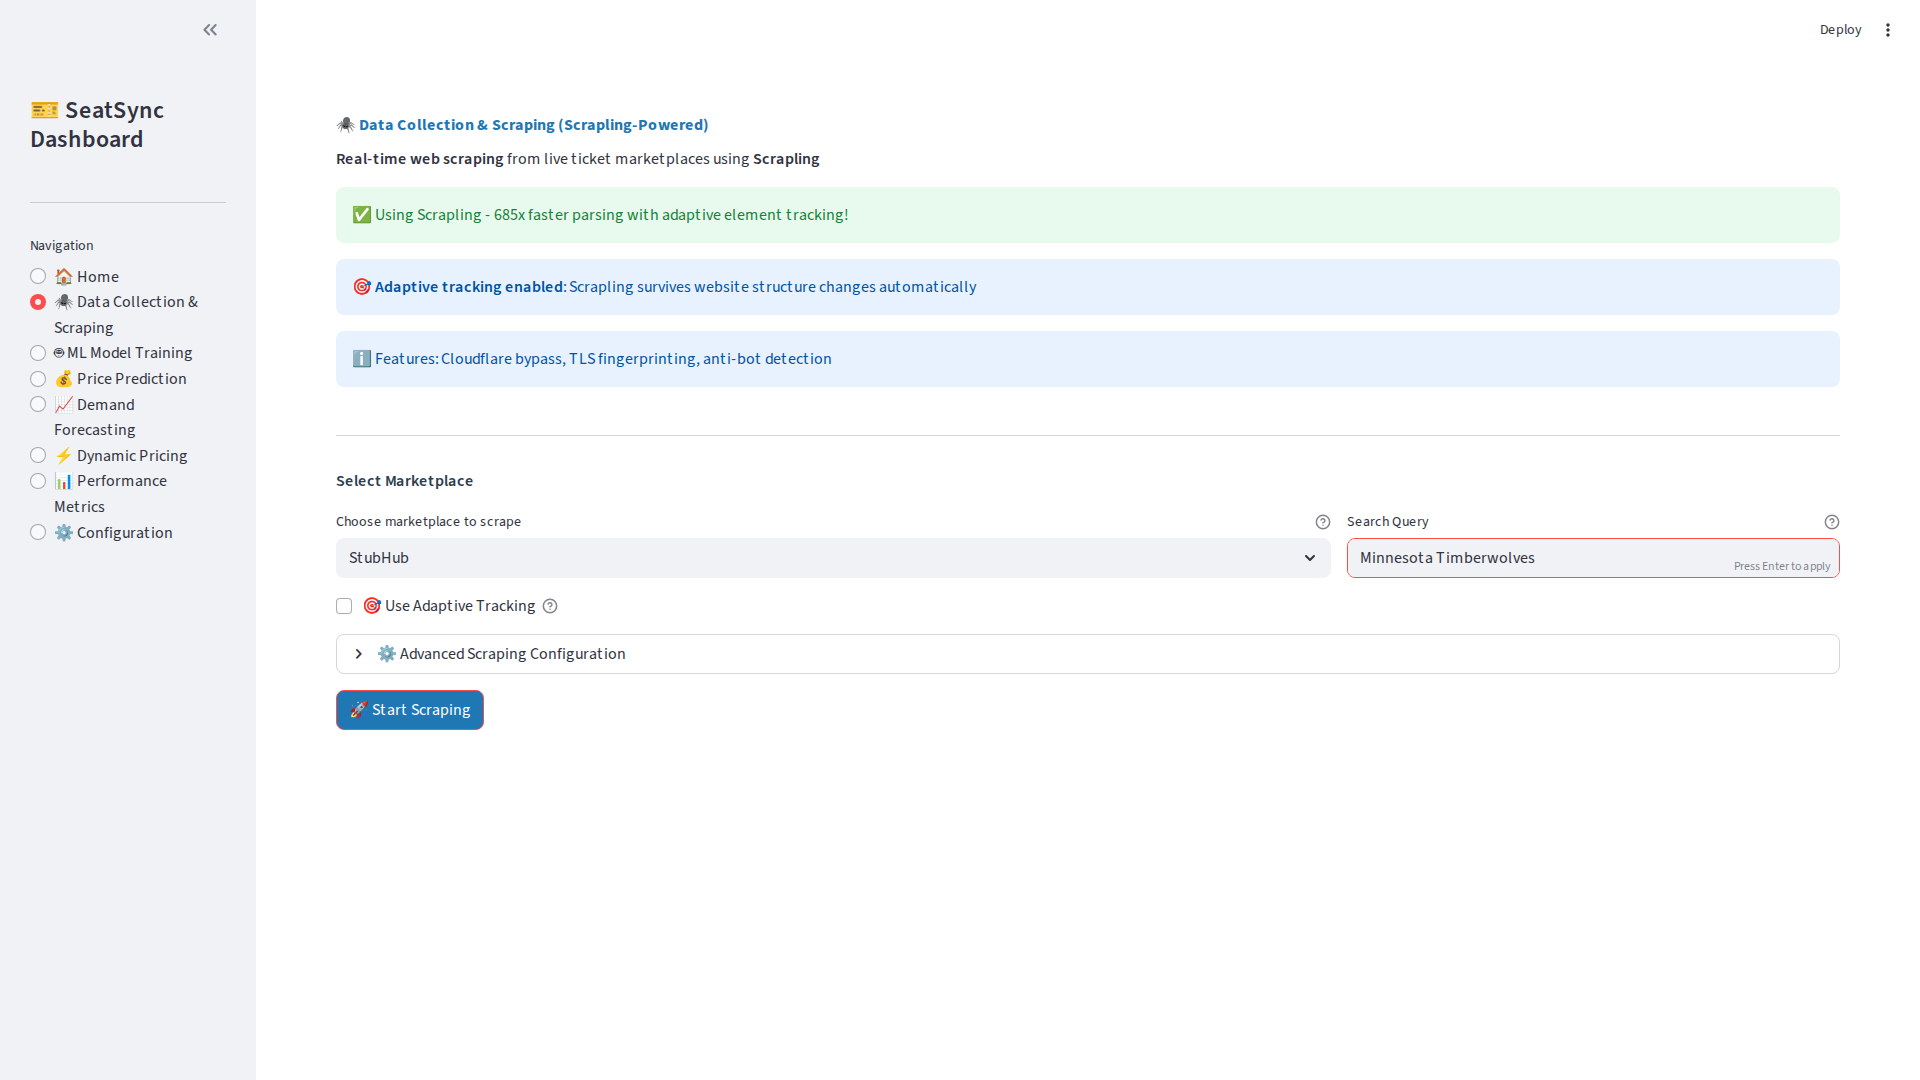 Deploy
🎫 SeatSync
Dashboard
Navigation
🏠 Home
🕷️ Data Collection &
Scraping
ML Model Training
💰 Price Prediction
📈 Demand
Forecasting
⚡ Dynamic Pricing
📊 Performance
Metrics
⚙️ Configuration
🕷️ Data Collection & Scraping (Scrapling-Powered)
Real-time web scraping from live ticket marketplaces using Scrapling
✅ Using Scrapling - 685x faster parsing with adaptive element tracking!
🎯 Adaptive tracking enabled: Scrapling survives website structure changes automatically
ℹ️ Features: Cloudflare bypass, TLS fingerprinting, anti-bot detection
Select Marketplace
Choose marketplace to scrape
Search Query
StubHub
Minnesota Timberwolves
Press Enter to apply
🎯 Use Adaptive Tracking
⚙️ Advanced Scraping Configuration
🚀 Start Scraping